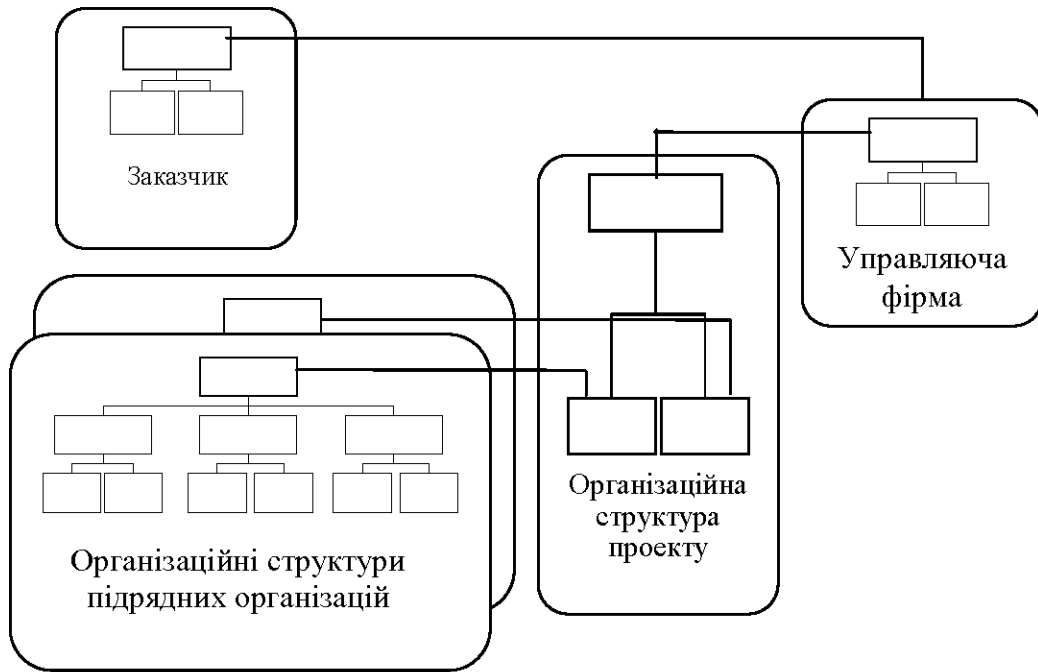 Заказчик
Управляюча
фірма
Організаційна
структура
проекту
Організаційні структури
підрядних організацій